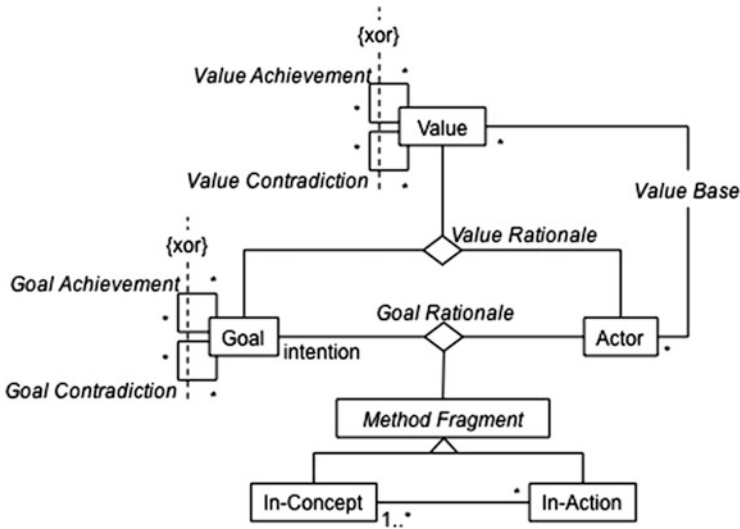 {xor}
Value Achievement
*
*
Value
*
*
Value Contradiction
*
Value Base
{xor}
Value Rationale
Goal Achievement
*
*
Goal Rationale
Goal
intention
Actor
*
*
Goal Contradiction
*
Method Fragment
In-Concept
*
In-Action
1..*